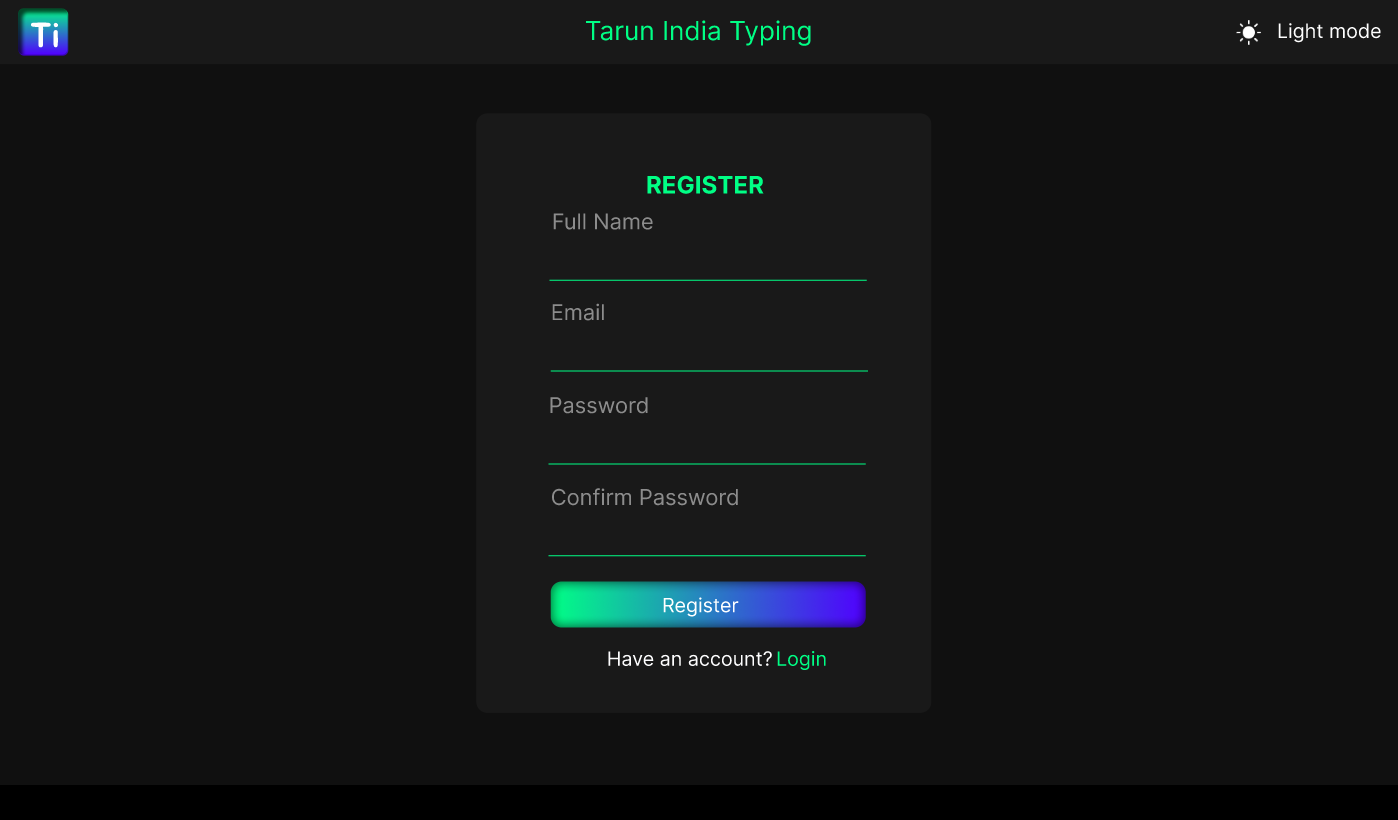 Ti
Tarun India Typing
Light mode
REGISTER
Full Name
Email
Password
Confirm Password
Register
Have an account? Login